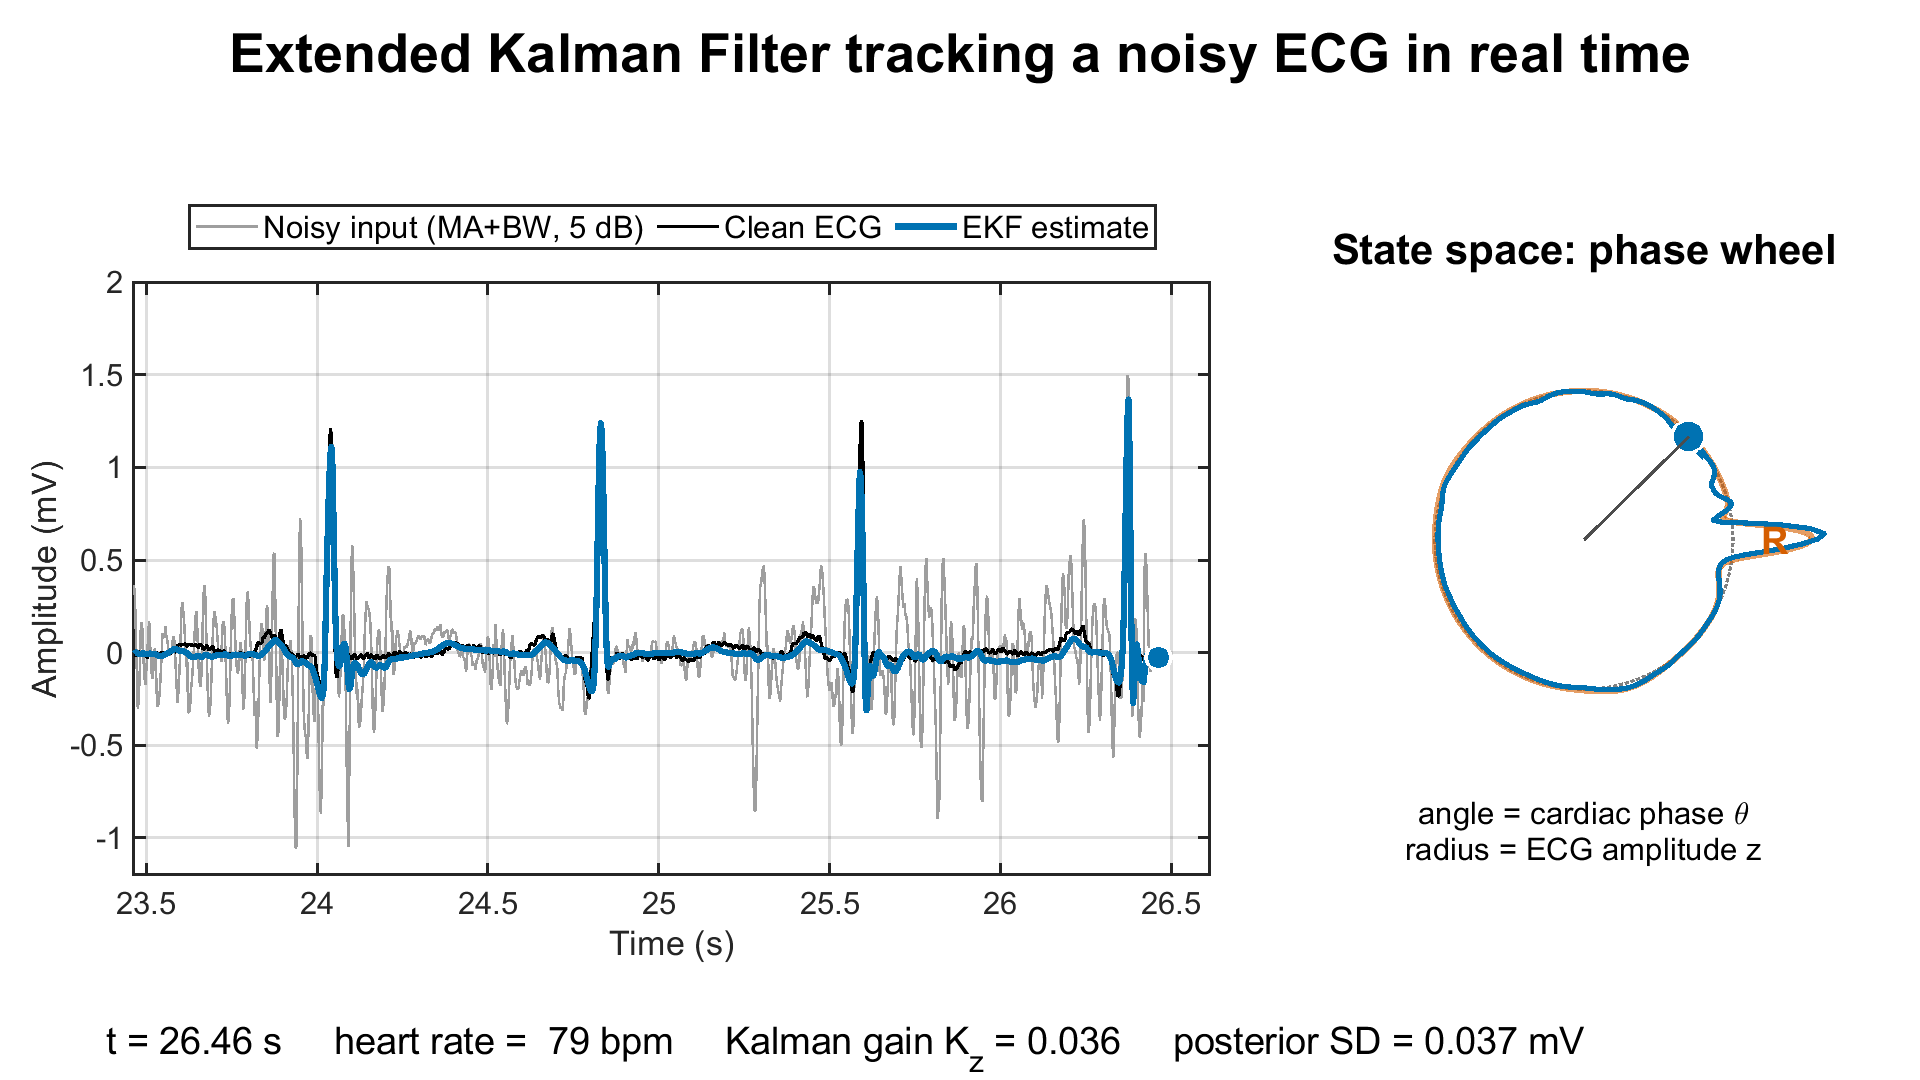 Extended Kalman Filter tracking a noisy ECG in real time
Noisy input (MA+BW, 5 dB) Clean ECG EKF estimate
State space: phase wheel
Amplitude (mV)
2
1.5
1
0.5
0
-0.5
-1
23.5 24 24.5 25 25.5 26 26.5
Time (s)
R
angle = cardiac phase θ
radius = ECG amplitude z
t = 26.46 s heart rate = 79 bpm Kalman gain K_z = 0.036 posterior SD = 0.037 mV